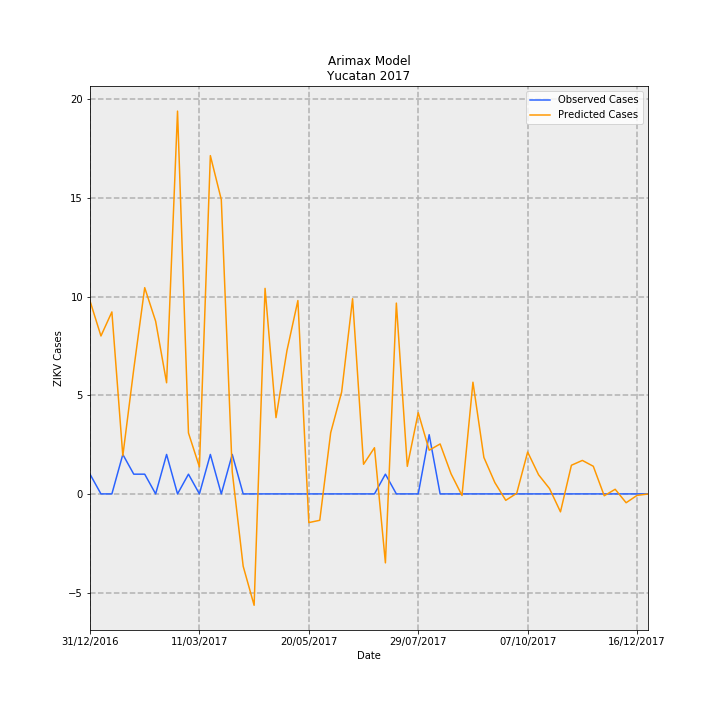 Arimax Model
Yucatan 2017
Observed Cases
Predicted Cases
20
15
10
5
0
−5
ZIKV Cases
31/12/2016
11/03/2017
20/05/2017
29/07/2017
07/10/2017
16/12/2017
Date